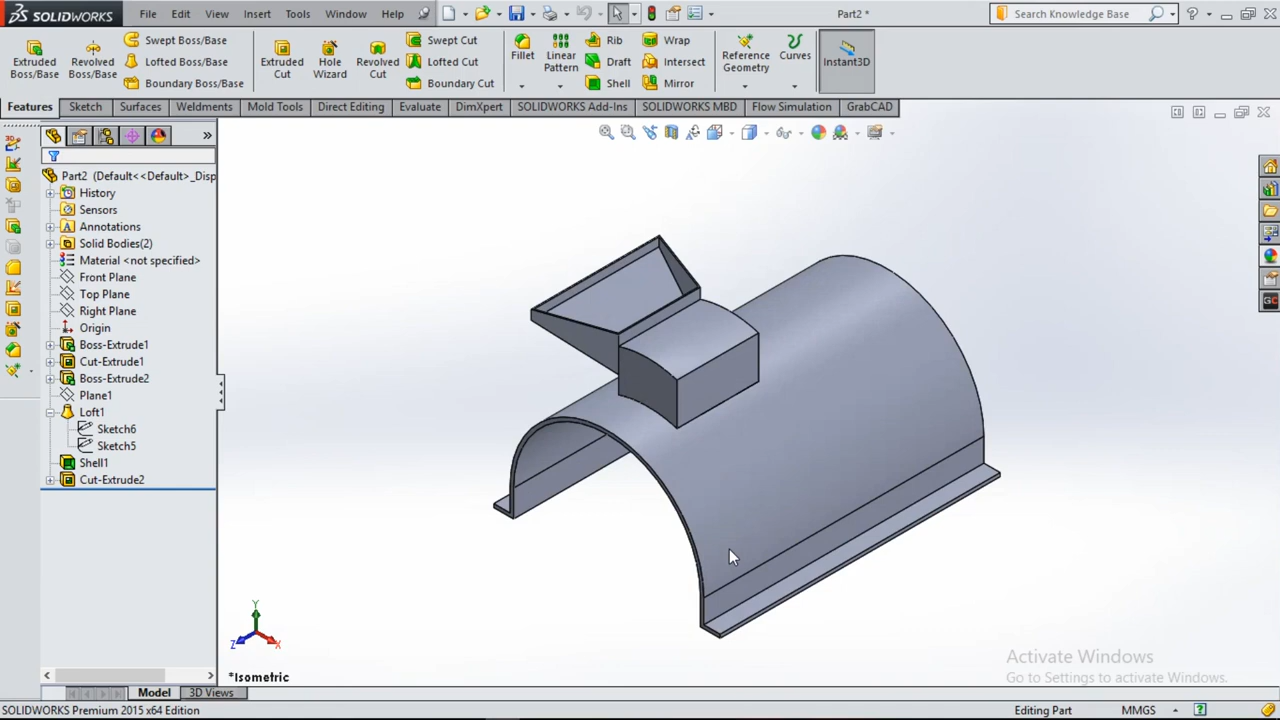 SOLIDWORKS File Edit View Insert Tools Window Help Part2 * Search Knowledge Base
Extruded Boss/Base
Revolved Boss/Base
Swept Boss/Base
Lofted Boss/Base
Boundary Boss/Base
Extruded Cut
Hole Wizard
Revolved Cut
Swept Cut
Lofted Cut
Boundary Cut
Fillet
Linear Pattern
Rib
Draft
Shell
Wrap
Intersect
Mirror
Reference Geometry
Curves
Instant3D
Features Sketch Surfaces Weldments Mold Tools Direct Editing Evaluate DimXpert SOLIDWORKS Add-Ins SOLIDWORKS MBD Flow Simulation GrabCAD
Part2 (Default<<Default>_Disp
History
Sensors
Annotations
Solid Bodies(2)
Material <not specified>
Front Plane
Top Plane
Right Plane
Origin
Boss-Extrude1
Cut-Extrude1
Boss-Extrude2
Plane1
Loft1
Sketch6
Sketch5
Shell1
Cut-Extrude2
Y
Z
X
*Isometric
Activate Windows
Go to Settings to activate Windows.
Model 3D Views
SOLIDWORKS Premium 2015 x64 Edition Editing Part MMGS